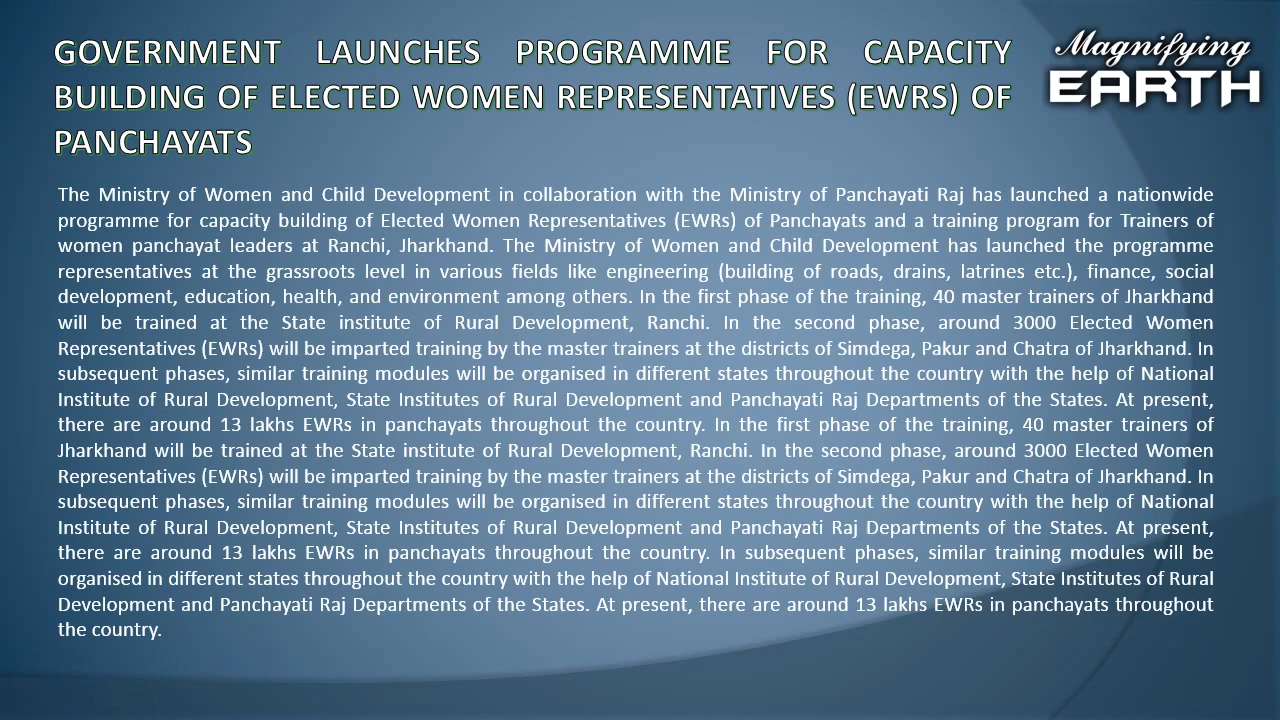 GOVERNMENT LAUNCHES PROGRAMME FOR CAPACITY
BUILDING OF ELECTED WOMEN REPRESENTATIVES (EWRS) OF
PANCHAYATS
Magnifying
EARTH
The Ministry of Women and Child Development in collaboration with the Ministry of Panchayati Raj has launched a nationwide
programme for capacity building of Elected Women Representatives (EWRs) of Panchayats and a training program for Trainers of
women panchayat leaders at Ranchi, Jharkhand. The Ministry of Women and Child Development has launched the programme
representatives at the grassroots level in various fields like engineering (building of roads, drains, latrines etc.), finance, social
development, education, health, and environment among others. In the first phase of the training, 40 master trainers of Jharkhand
will be trained at the State institute of Rural Development, Ranchi. In the second phase, around 3000 Elected Women
Representatives (EWRs) will be imparted training by the master trainers at the districts of Simdega, Pakur and Chatra of Jharkhand. In
subsequent phases, similar training modules will be organised in different states throughout the country with the help of National
Institute of Rural Development, State Institutes of Rural Development and Panchayati Raj Departments of the States. At present,
there are around 13 lakhs EWRs in panchayats throughout the country. In the first phase of the training, 40 master trainers of
Jharkhand will be trained at the State institute of Rural Development, Ranchi. In the second phase, around 3000 Elected Women
Representatives (EWRs) will be imparted training by the master trainers at the districts of Simdega, Pakur and Chatra of Jharkhand. In
subsequent phases, similar training modules will be organised in different states throughout the country with the help of National
Institute of Rural Development, State Institutes of Rural Development and Panchayati Raj Departments of the States. At present,
there are around 13 lakhs EWRs in panchayats throughout the country. In subsequent phases, similar training modules will be
organised in different states throughout the country with the help of National Institute of Rural Development, State Institutes of Rural
Development and Panchayati Raj Departments of the States. At present, there are around 13 lakhs EWRs in panchayats throughout
the country.